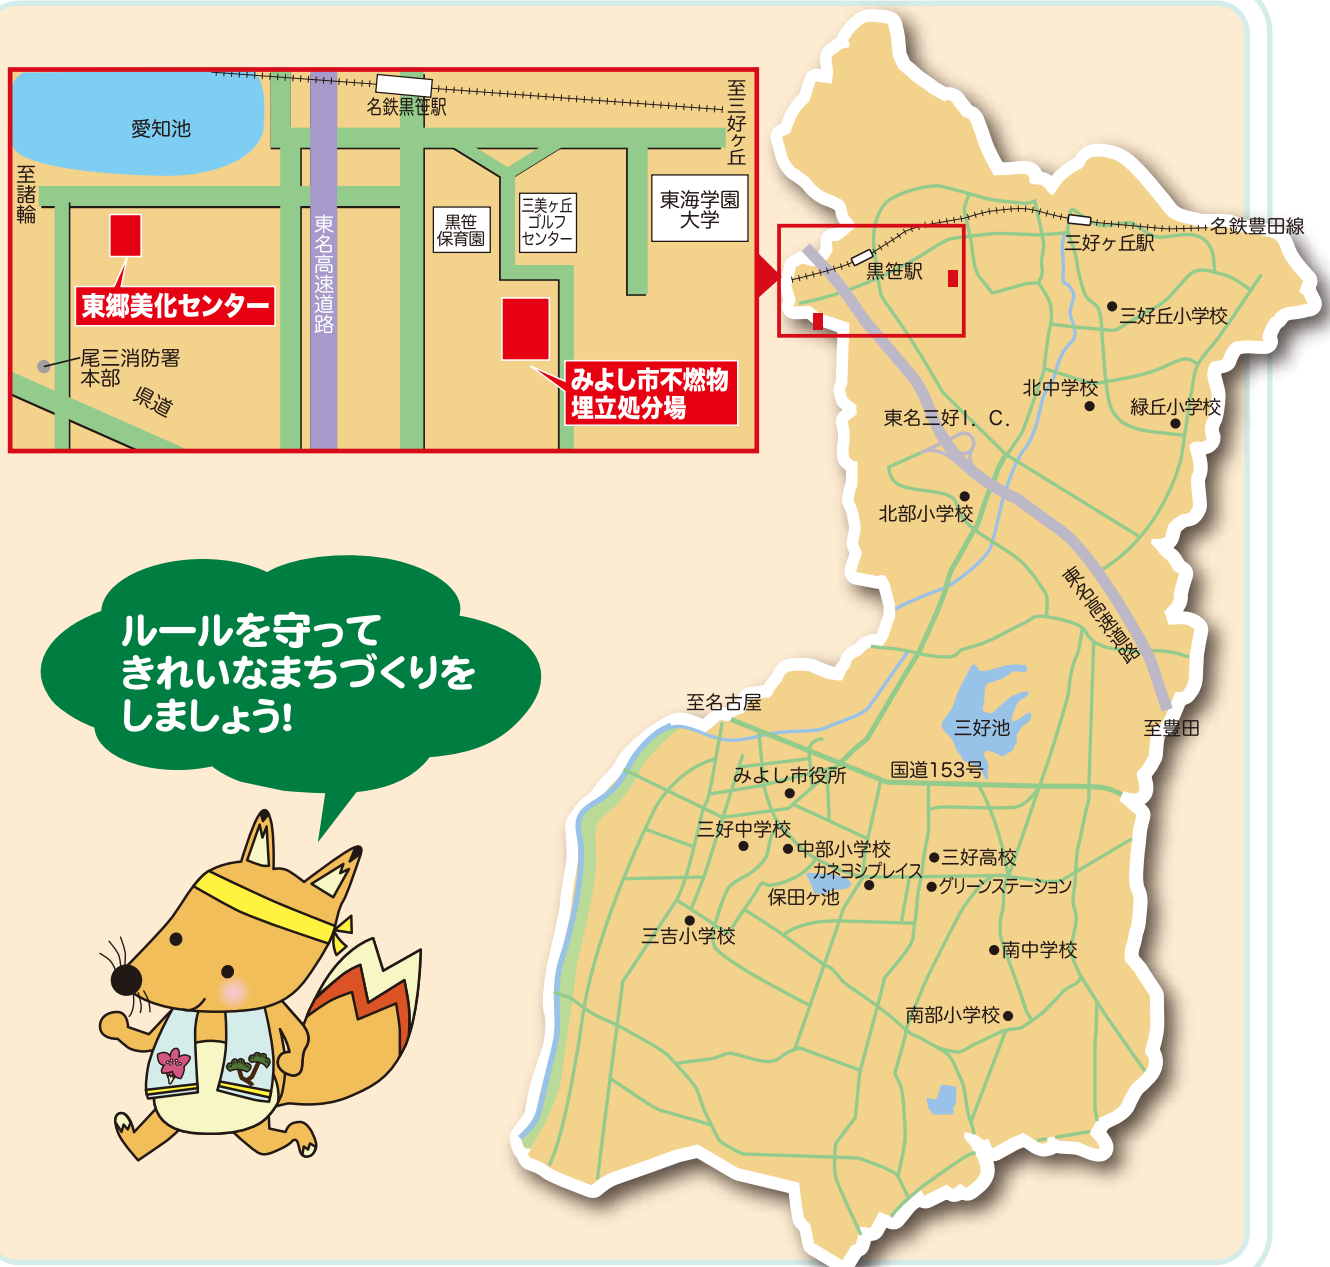 愛知池
名鉄黒笹駅
至三好ヶ丘
至諸輪
東名高速道路
黒笹
保育園
三美ヶ丘
ゴルフ
センター
東海学園
大学
東郷美化センター
尾三消防署
本部
県道
みよし市不燃物
埋立処分場
名鉄豊田線
三好ヶ丘駅
黒笹駅
三好丘小学校
北中学校
緑丘小学校
東名三好I．C．
北部小学校
東名高速道路
至名古屋
三好池
至豊田
国道153号
みよし市役所
三好中学校
中部小学校
カネヨシプレイス
三好高校
グリーンステーション
保田ヶ池
三吉小学校
南中学校
南部小学校
ルールを守って
きれいなまちづくりを
しましょう!